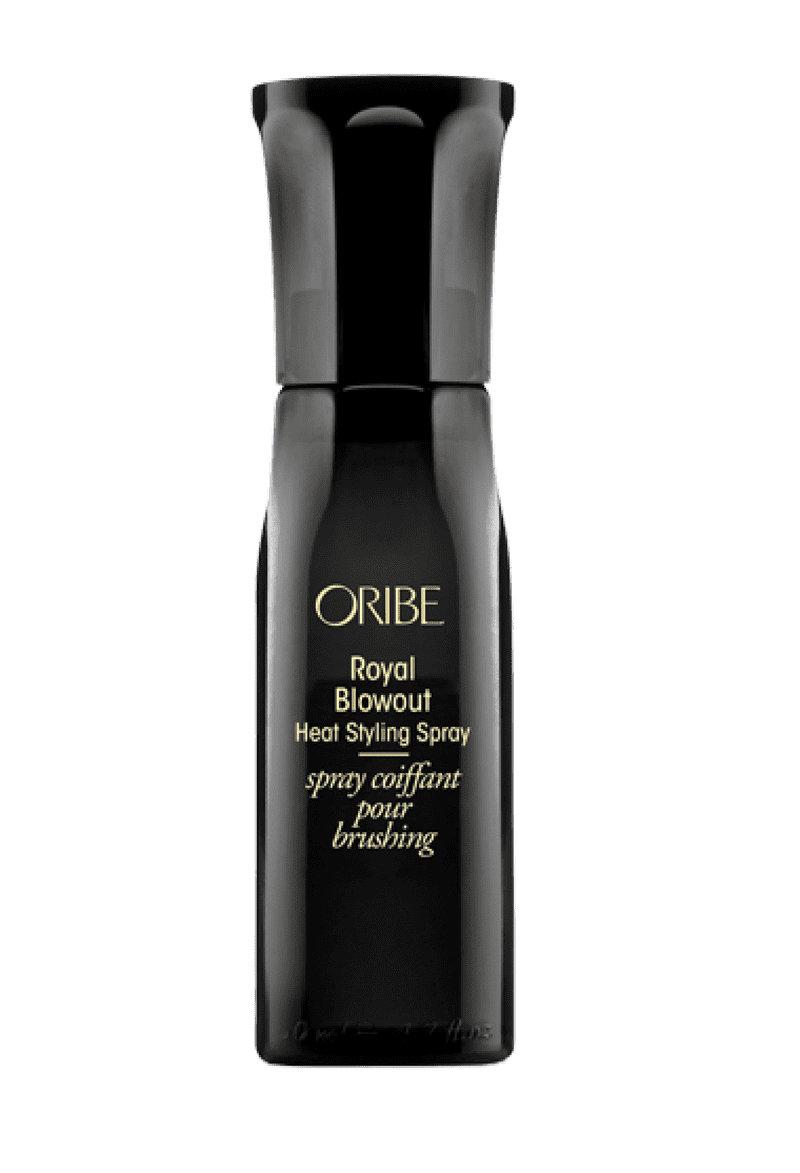 ORIBE
Royal
Blowout
Heat Styling Spray
spray coiffant
pour
brushing